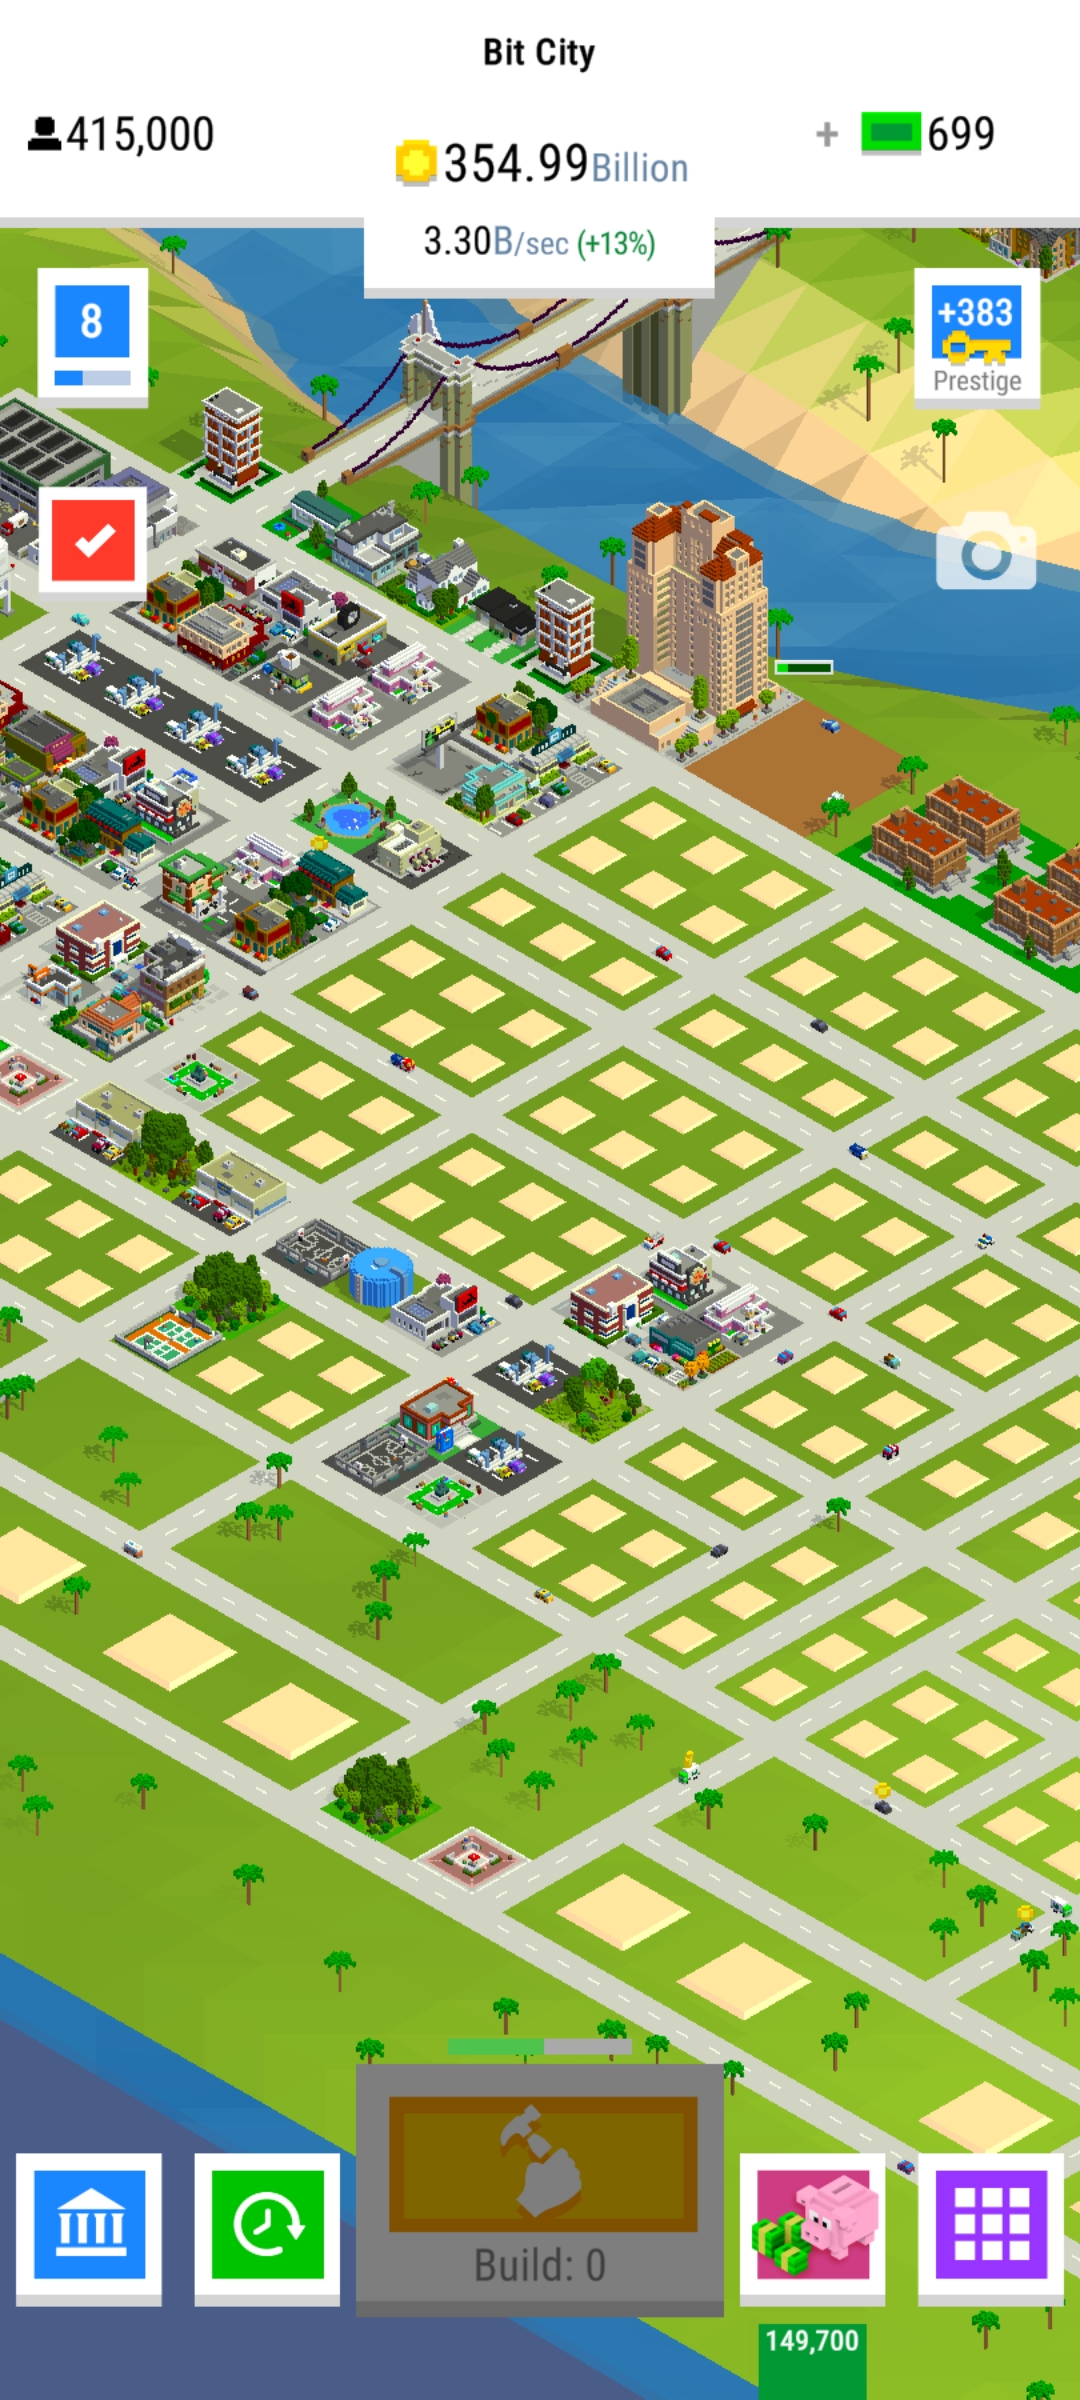 Bit City
415,000
354.99Billion
+ 699
3.30B/sec (+13%)
8
+383
Prestige
Build: 0
149,700